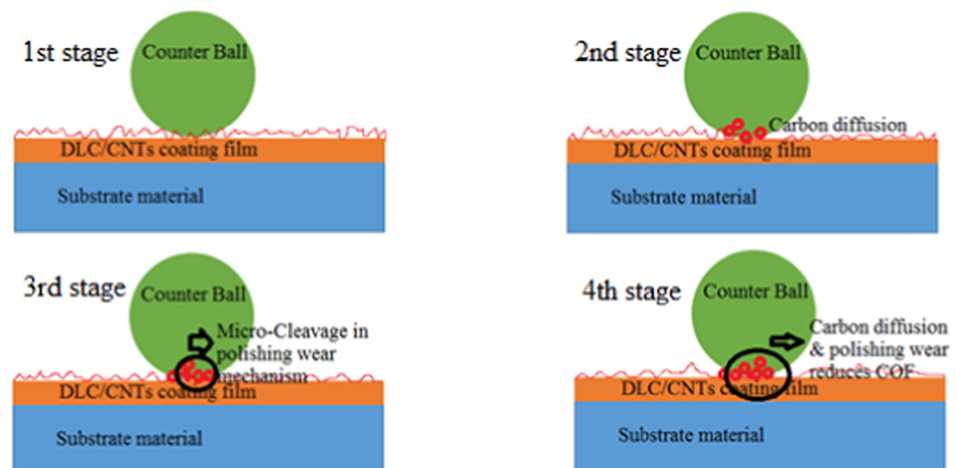 1st stage
Counter Ball
DLC/CNTs coating film
Substrate material
2nd stage
Counter Ball
Carbon diffusion
DLC/CNTs coating film
Substrate material
3rd stage
Counter Ball
Micro-Cleavage in
polishing wear
mechanism
DLC/CNTs coating film
Substrate material
4th stage
Counter Ball
Carbon diffusion
& polishing wear
reduces COF
DLC/CNTs coating film
Substrate material